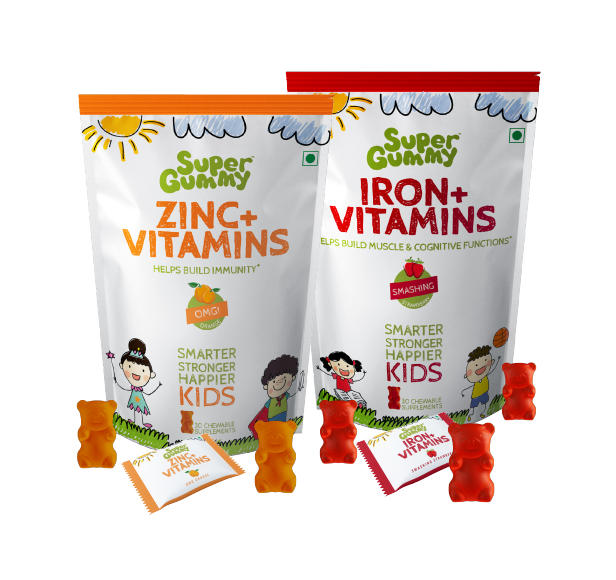 Super
Gummy
ZINC+
VITAMINS
HELPS BUILD IMMUNITY*
OMG!
ORANGE
SMARTER
STRONGER
HAPPIER
KIDS
30 CHEWABLE
SUPPLEMENTS
Super
Gummy
IRON+
VITAMINS
HELPS BUILD MUSCLE & COGNITIVE FUNCTIONS*
SMASHING
STRAWBERRY
SMARTER
STRONGER
HAPPIER
KIDS
30 CHEWABLE
SUPPLEMENTS
Super
Gummy
ZINC+
VITAMINS
OMG ORANGE
Super
Gummy
IRON+
VITAMINS
SMASHING STRAWBERRY